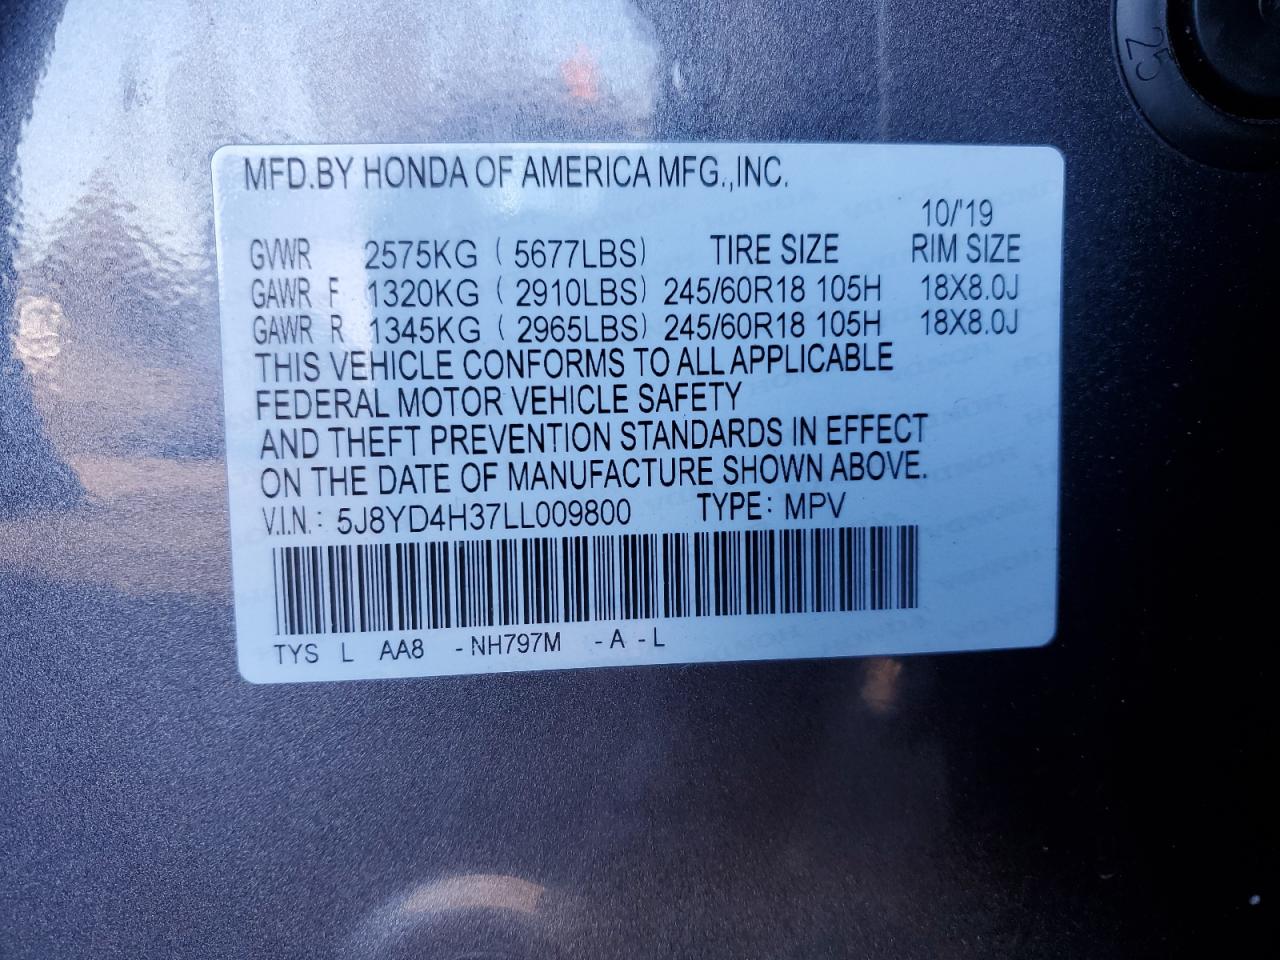 MFD.BY HONDA OF AMERICA MFG.,INC.
10/'19
GVWR 2575KG ( 5677LBS) TIRE SIZE RIM SIZE
GAWR F 1320KG ( 2910LBS) 245/60R18 105H 18X8.0J
GAWR R 1345KG ( 2965LBS) 245/60R18 105H 18X8.0J
THIS VEHICLE CONFORMS TO ALL APPLICABLE
FEDERAL MOTOR VEHICLE SAFETY
AND THEFT PREVENTION STANDARDS IN EFFECT
ON THE DATE OF MANUFACTURE SHOWN ABOVE.
V.I.N.: 5J8YD4H37LL009800 TYPE: MPV
TYS L AA8 -NH797M -A -L
25